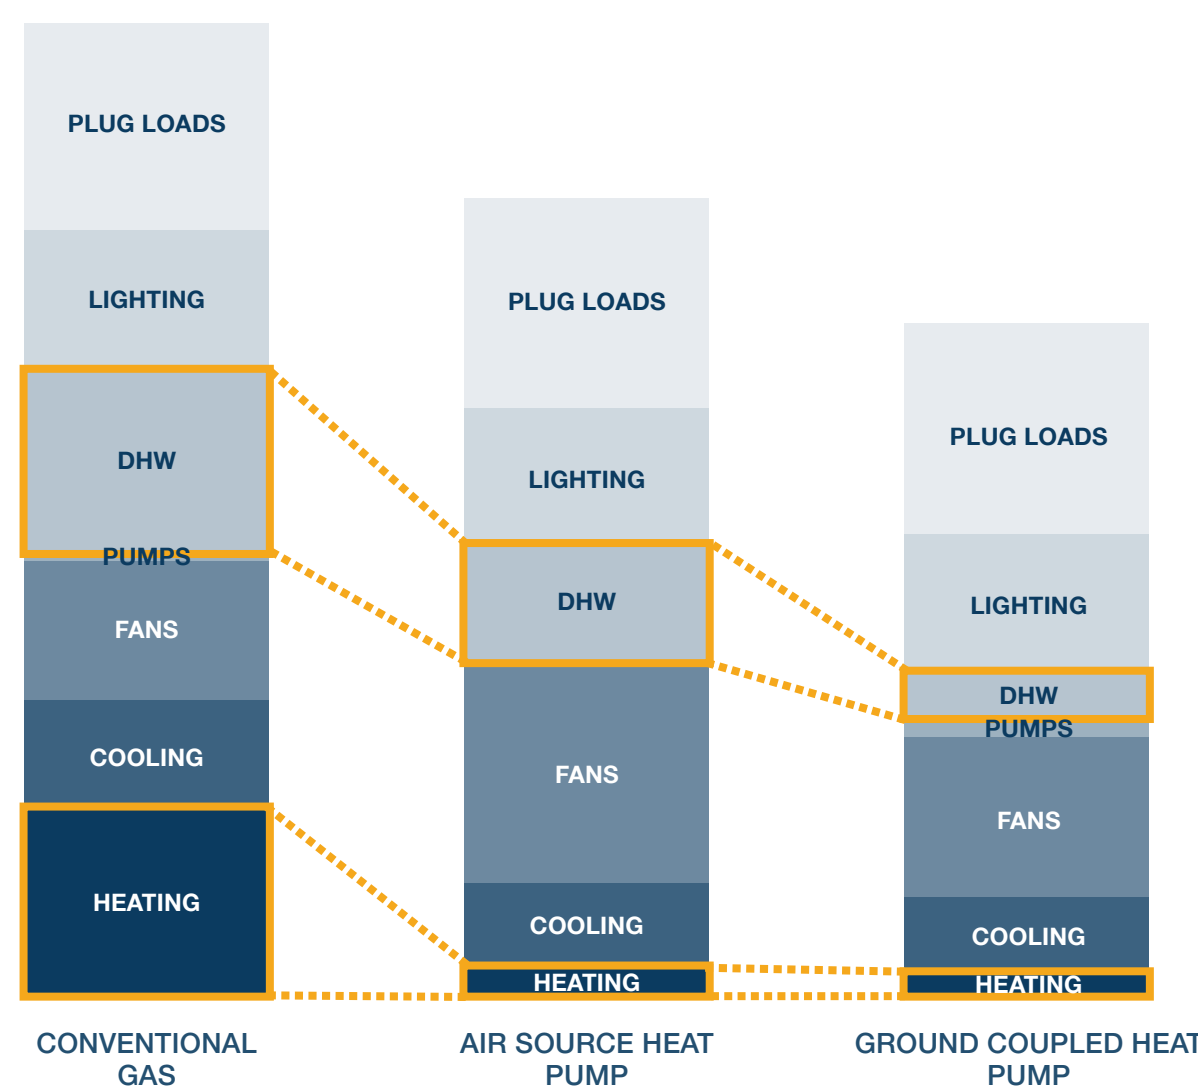 PLUG LOADS
LIGHTING
DHW
PUMPS
FANS
COOLING
HEATING
CONVENTIONAL
GAS
PLUG LOADS
LIGHTING
DHW
FANS
COOLING
HEATING
AIR SOURCE HEAT
PUMP
PLUG LOADS
LIGHTING
DHW
PUMPS
FANS
COOLING
HEATING
GROUND COUPLED HEAT
PUMP